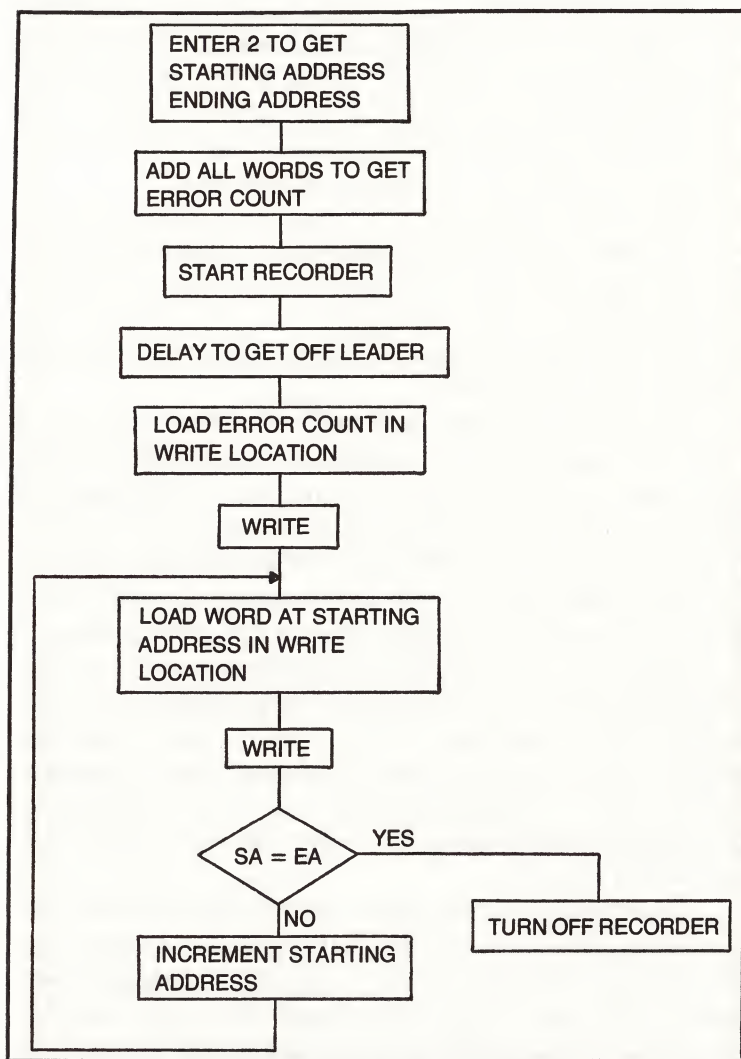 ENTER 2 TO GET
STARTING ADDRESS
ENDING ADDRESS
ADD ALL WORDS TO GET
ERROR COUNT
START RECORDER
DELAY TO GET OFF LEADER
LOAD ERROR COUNT IN
WRITE LOCATION
WRITE
LOAD WORD AT STARTING
ADDRESS IN WRITE
LOCATION
WRITE
SA = EA
YES
NO
TURN OFF RECORDER
INCREMENT STARTING
ADDRESS